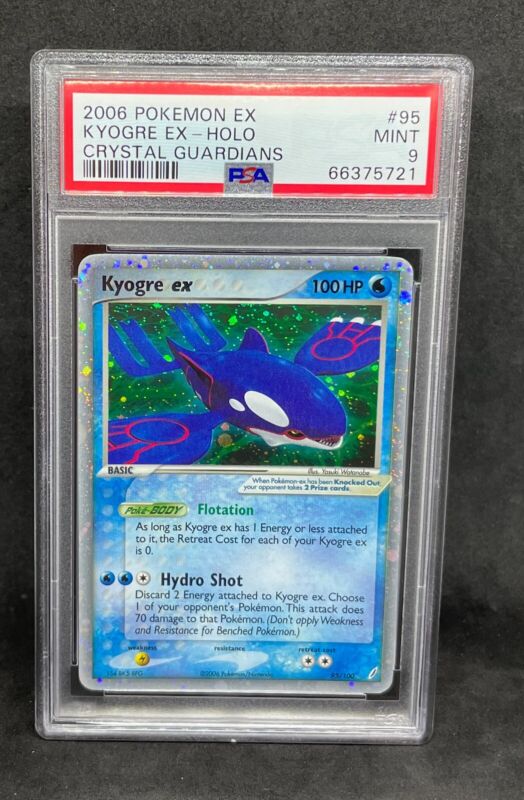 2006 POKEMON EX #95
KYOGRE EX-HOLO MINT
CRYSTAL GUARDIANS 9
PSA 66375721
Kyogre ex 100 HP
BASIC
Illus. Yasuki Watanabe
When Pokémon-ex has been Knocked Out,
your opponent takes 2 Prize cards.
Poké-BODY Flotation
As long as Kyogre ex has 1 Energy or less attached
to it, the Retreat Cost for each of your Kyogre ex
is 0.
Hydro Shot
Discard 2 Energy attached to Kyogre ex. Choose
1 of your opponent's Pokémon. This attack does
70 damage to that Pokémon. (Don't apply Weakness
and Resistance for Benched Pokémon.)
weakness resistance retreat cost
©2006 Pokémon/Nintendo 95/100